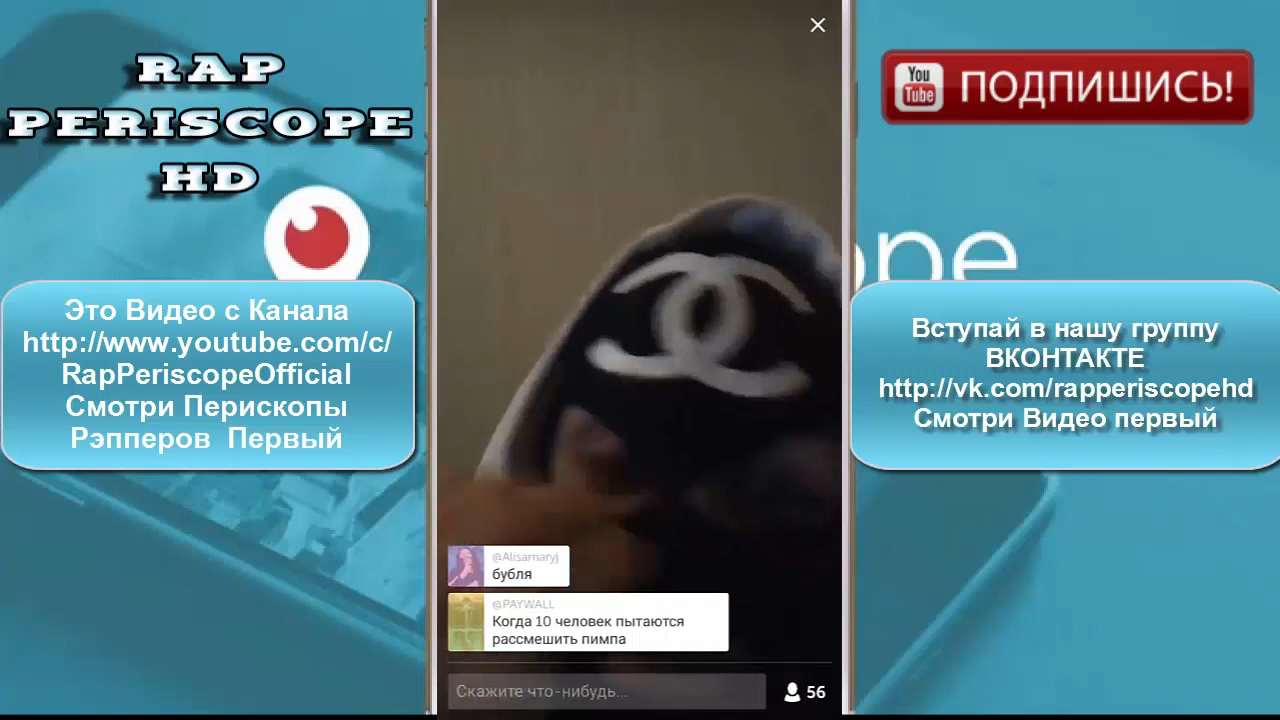 RAP
PERISCOPE
HD
You
Tube
ПОДПИШИСЬ!
ope
Это Видео с Канала
http://www.youtube.com/c/
RapPeriscopeOfficial
Смотри Перископы
Рэпперов Первый
Вступай в нашу группу
ВКОНТАКТЕ
http://vk.com/rapperiscopehd
Смотри Видео первый
@Alisamaryj
бубля
@PAYWALL
Когда 10 человек пытаются
рассмешить пимпа
Скажите что-нибудь...
56